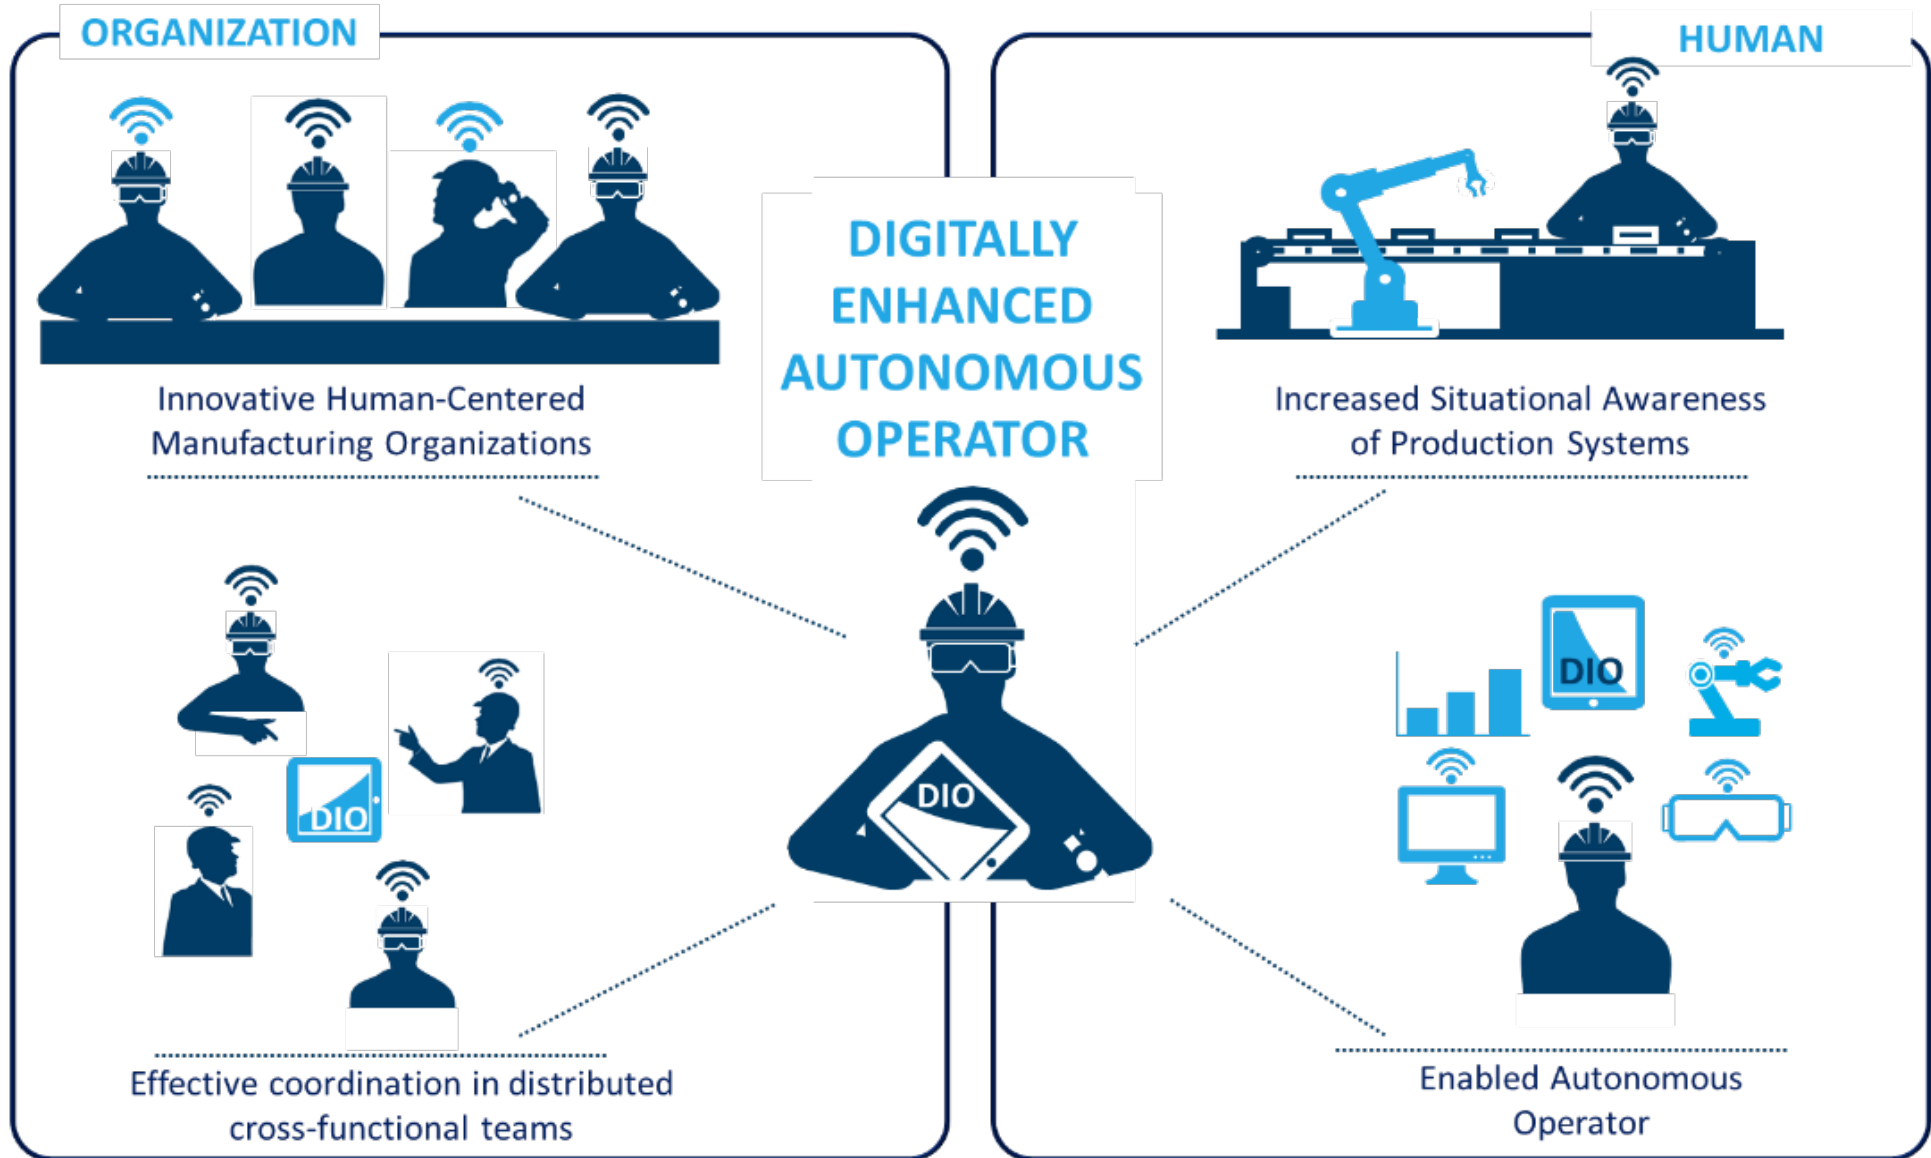 ORGANIZATION
HUMAN
DIGITALLY
ENHANCED
AUTONOMOUS
OPERATOR
Innovative Human-Centered
Manufacturing Organizations
Increased Situational Awareness
of Production Systems
DIO
DIO
DIO
Effective coordination in distributed
cross-functional teams
Enabled Autonomous
Operator